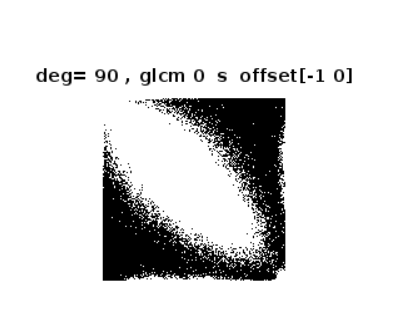 deg= 90 , glcm 0  s  offset[-1 0]